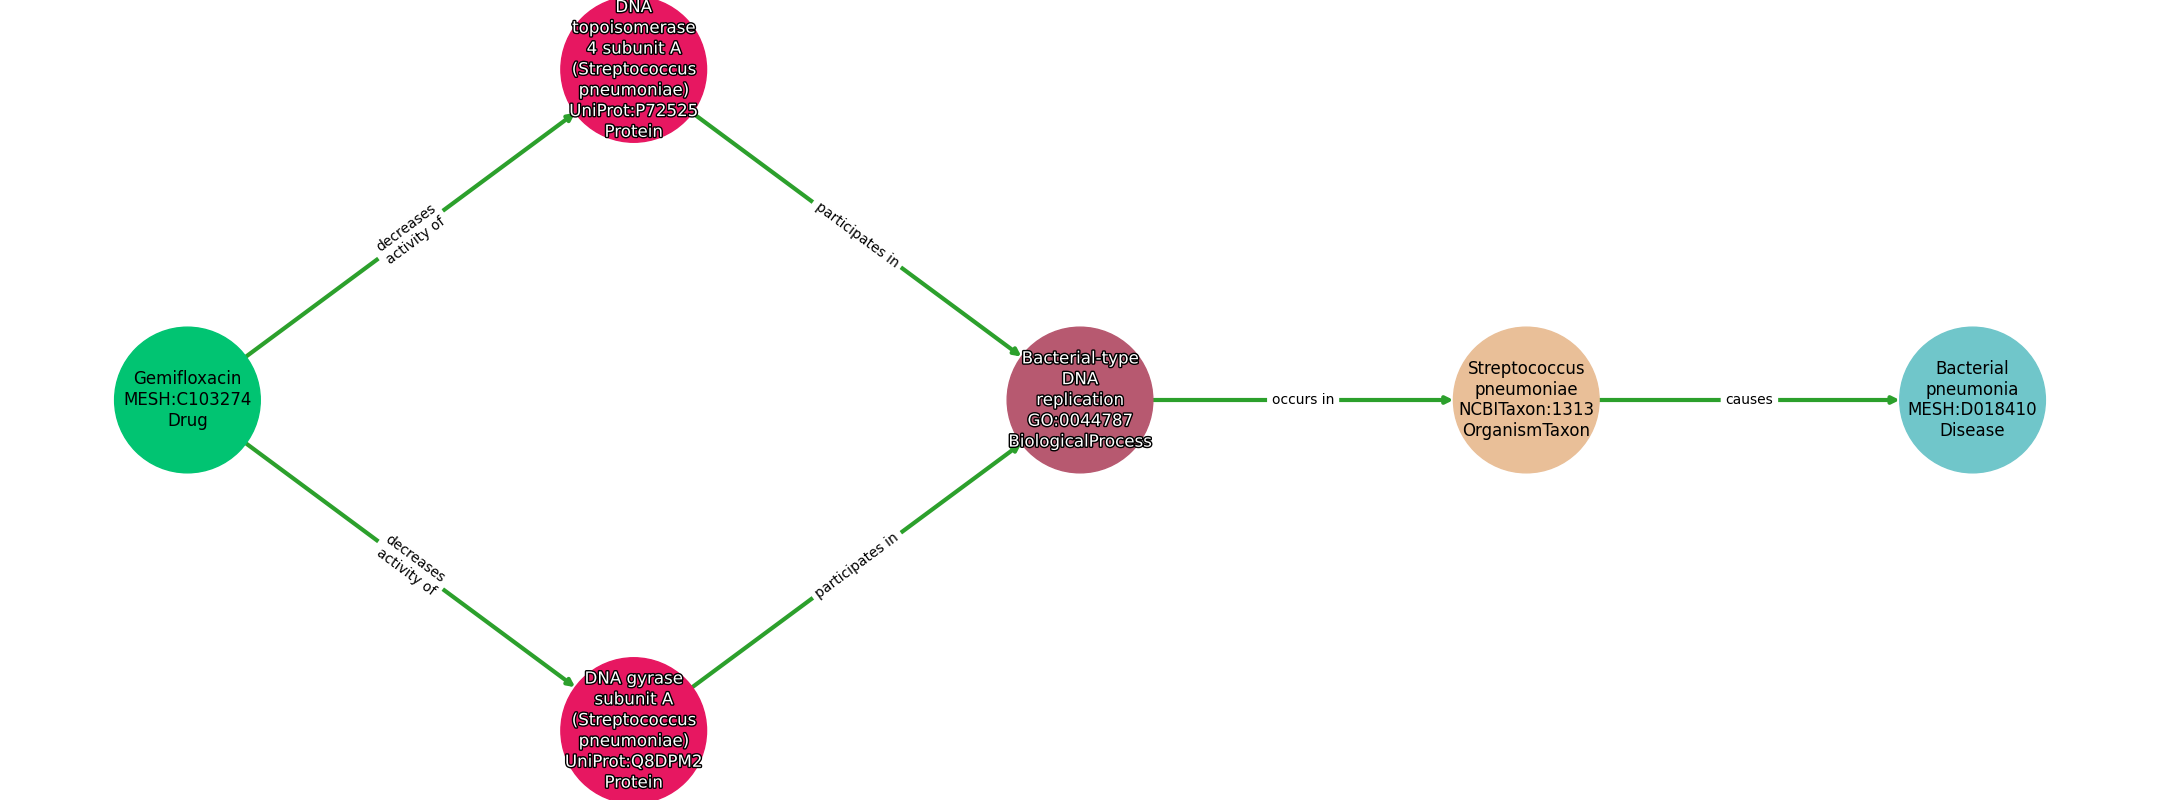 DNA
topoisomerase
4 subunit A
(Streptococcus
pneumoniae)
UniProt:P72525
Protein
decreases
activity of
participates in
Gemifloxacin
MESH:C103274
Drug
Bacterial-type
DNA
replication
GO:0044787
BiologicalProcess
occurs in
Streptococcus
pneumoniae
NCBITaxon:1313
OrganismTaxon
causes
Bacterial
pneumonia
MESH:D018410
Disease
decreases
activity of
participates in
DNA gyrase
subunit A
(Streptococcus
pneumoniae)
UniProt:Q8DPM2
Protein